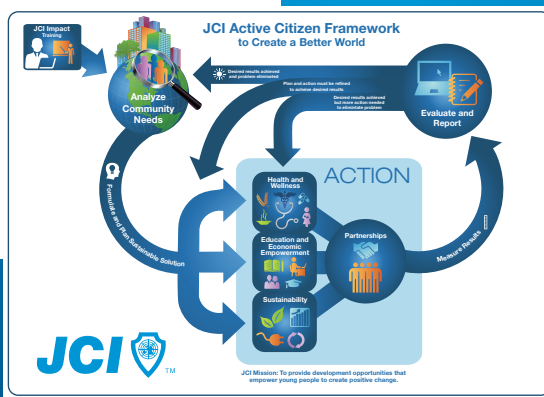 JCI Active Citizen Framework
to Create a Better World
JCI Impact
Training
Analyze
Community
Needs
Desired results achieved
and problem eliminated
Plan and action must be refined
to acheive desired results
Desired results achieved
but more action needed
to eliminate problem
Evaluate and
Report
Formulate and Plan Sustainable Solution
ACTION
Health and
Wellness
Education and
Economic
Empowerment
Sustainability
Partnerships
Measure Results
JCI
TM
JCI Mission: To provide development opportunities that
empower young people to create positive change.